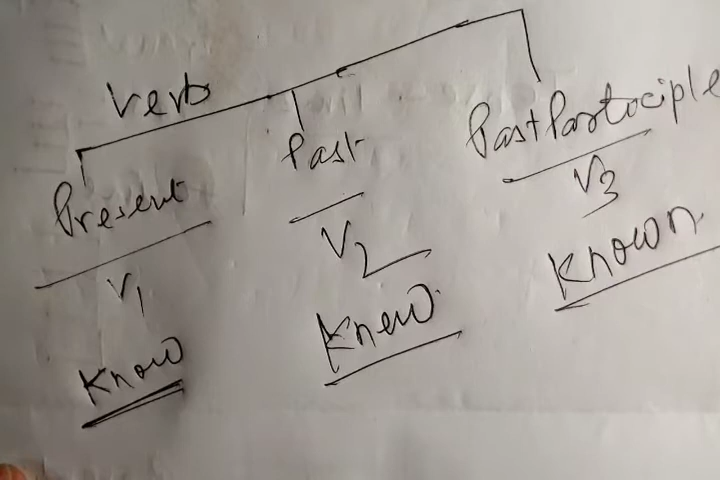 Verb
Present Past Past Participle
V1 V2 V3
Know Knew Known